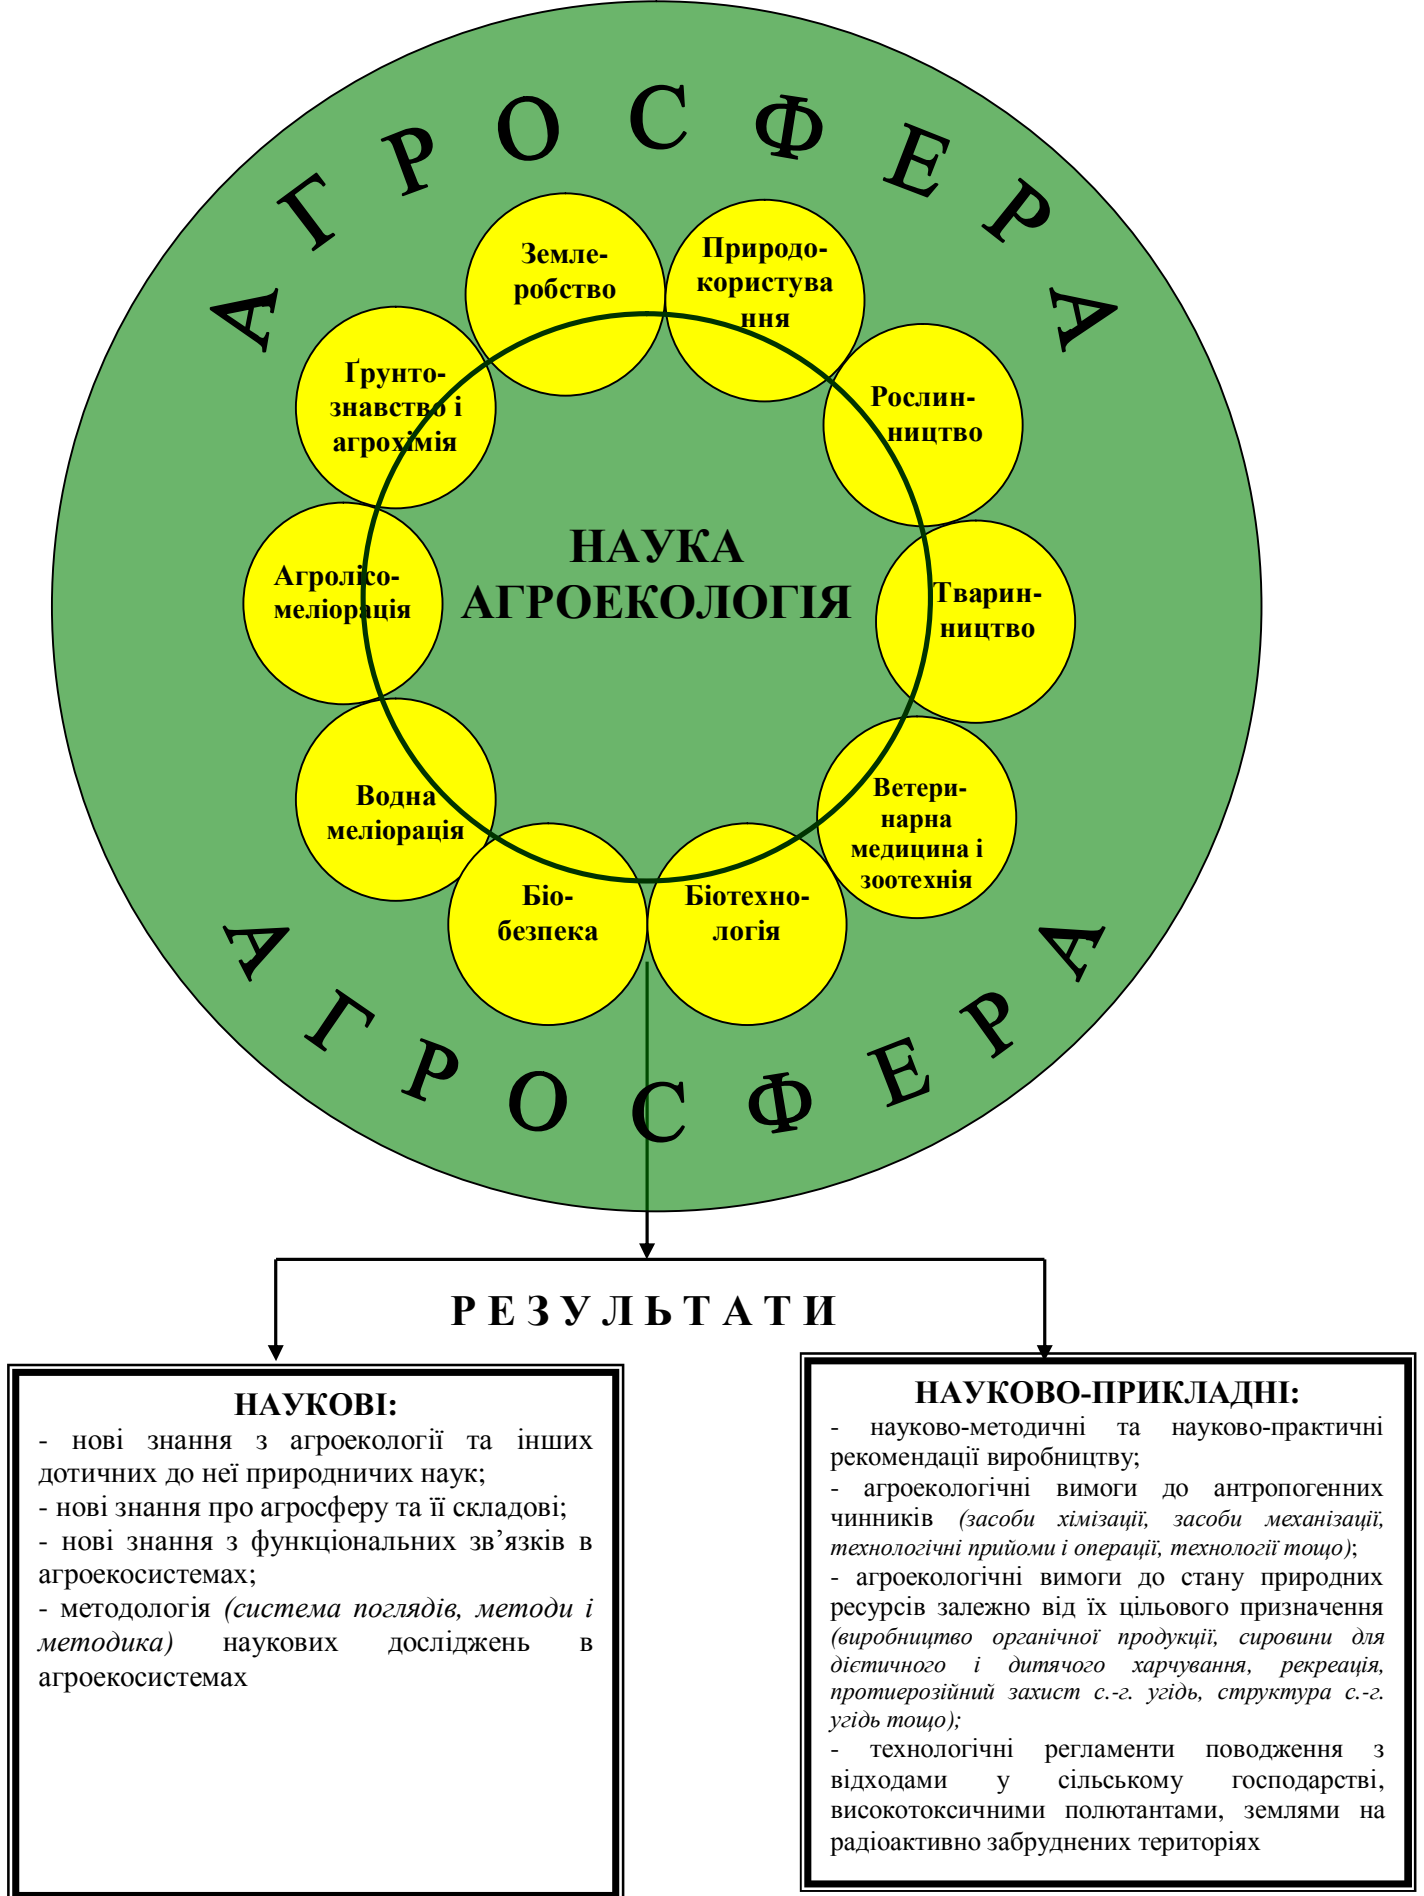 АГРОСФЕРА
Земле-
робство
Природо-
користува
ння
Ґрунто-
знавство і
агрохімія
Рослин-
ництво
НАУКА
АГРОЕКОЛОГІЯ
Агролісо-
меліорація
Тварин-
ництво
Водна
меліорація
Ветери-
нарна
медицина і
зоотехнія
Біо-
безпека
Біотехно-
логія
АГРОСФЕРА
РЕЗУЛЬТАТИ
НАУКОВІ:
- нові знання з агроекології та інших
дотичних до неї природничих наук;
- нові знання про агросферу та її складові;
- нові знання з функціональних зв’язків в
агроекосистемах;
- методологія (система поглядів, методи і
методика) наукових досліджень в
агроекосистемах
НАУКОВО-ПРИКЛАДНІ:
- науково-методичні та науково-практичні
рекомендації виробництву;
- агроекологічні вимоги до антропогенних
чинників (засоби хімізації, засоби механізації,
технологічні прийоми і операції, технології тощо);
- агроекологічні вимоги до стану природних
ресурсів залежно від їх цільового призначення
(виробництво органічної продукції, сировини для
дієтичного і дитячого харчування, рекреація,
протиерозійний захист с.-г. угідь, структура с.-г.
угідь тощо);
- технологічні регламенти поводження з
відходами у сільському господарстві,
високотоксичними полютантами, землями на
радіоактивно забруднених територіях